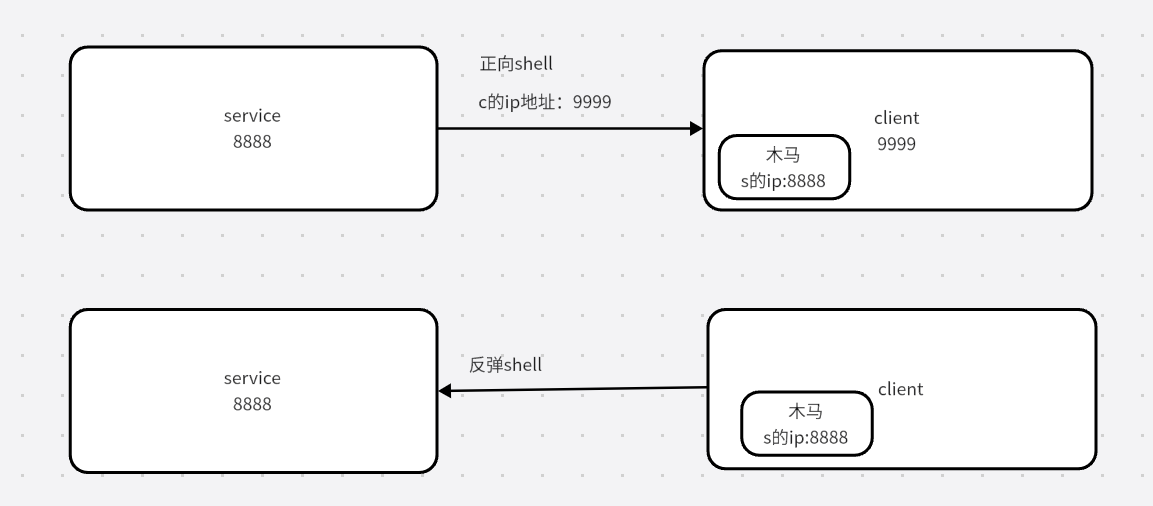 正向shell
c的ip地址：9999
service
8888
client
9999
木马
s的ip:8888
反弹shell
service
8888
client
木马
s的ip:8888